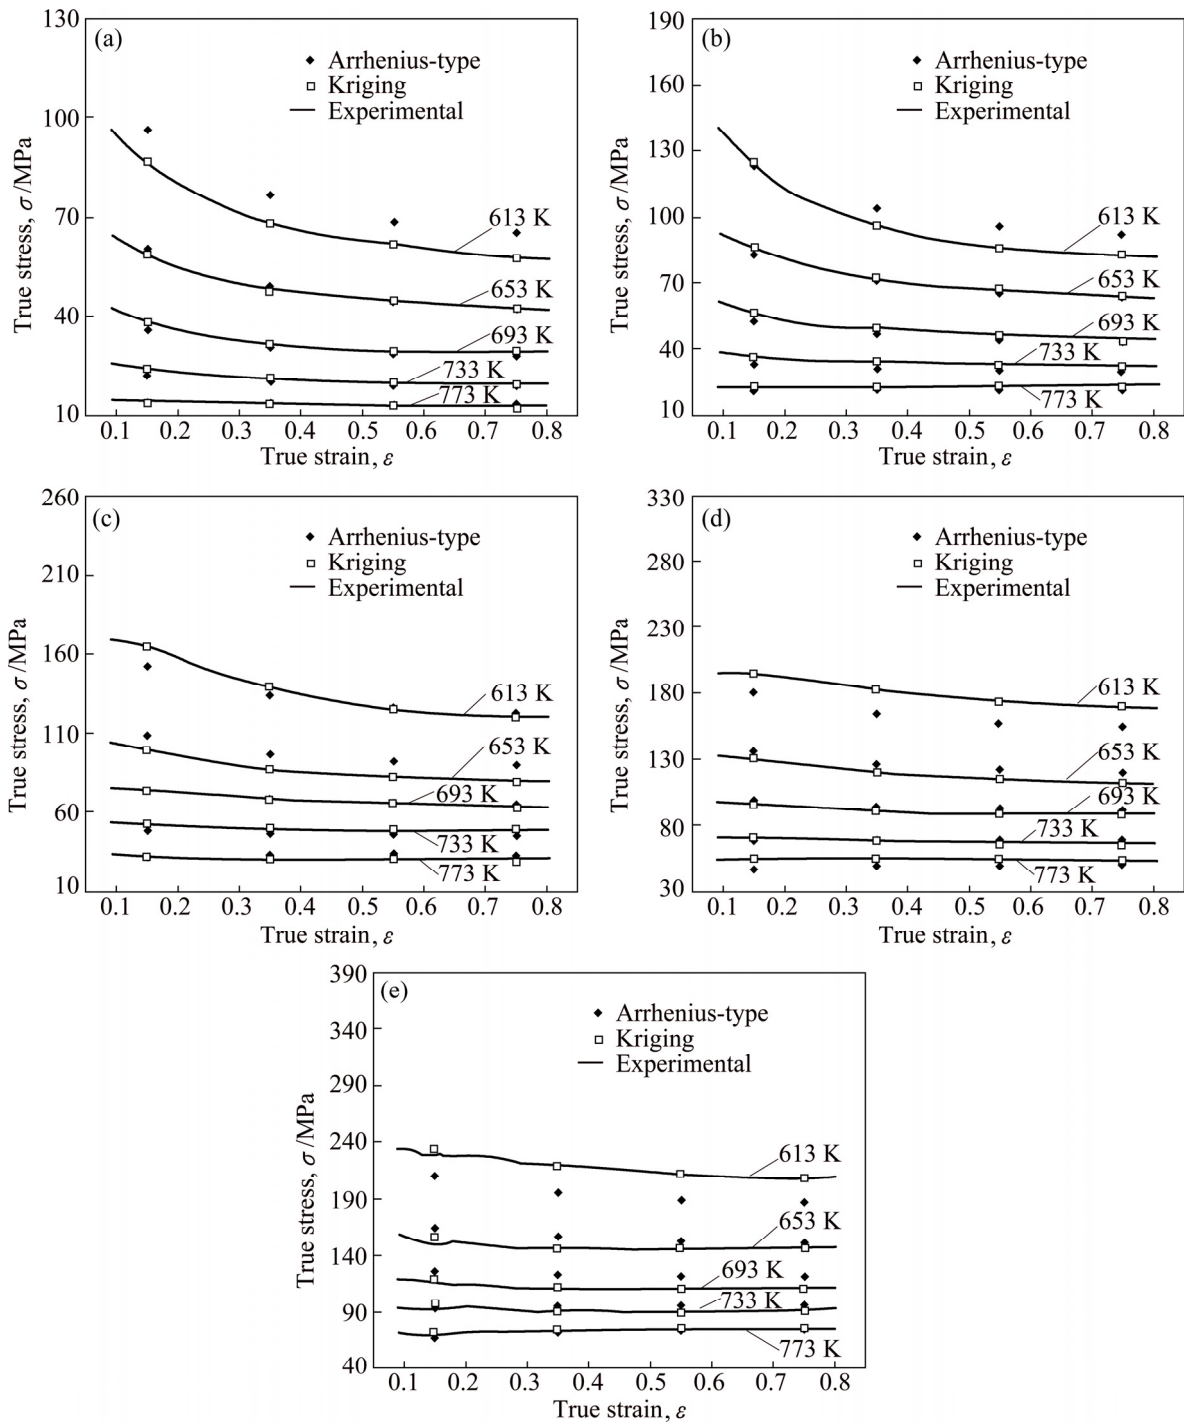 (a)
Arrhenius-type
Kriging
Experimental
130
100
70
40
10
True stress, σ/MPa
613 K
653 K
693 K
733 K
773 K
0.1 0.2 0.3 0.4 0.5 0.6 0.7 0.8
True strain, ε
(b)
Arrhenius-type
Kriging
Experimental
190
160
130
100
70
40
10
True stress, σ/MPa
613 K
653 K
693 K
733 K
773 K
0.1 0.2 0.3 0.4 0.5 0.6 0.7 0.8
True strain, ε
(c)
Arrhenius-type
Kriging
Experimental
260
210
160
110
60
10
True stress, σ/MPa
613 K
653 K
693 K
733 K
773 K
0.1 0.2 0.3 0.4 0.5 0.6 0.7 0.8
True strain, ε
(d)
Arrhenius-type
Kriging
Experimental
330
280
230
180
130
80
30
True stress, σ/MPa
613 K
653 K
693 K
733 K
773 K
0.1 0.2 0.3 0.4 0.5 0.6 0.7 0.8
True strain, ε
(e)
Arrhenius-type
Kriging
Experimental
390
340
290
240
190
140
90
40
True stress, σ/MPa
613 K
653 K
693 K
733 K
773 K
0.1 0.2 0.3 0.4 0.5 0.6 0.7 0.8
True strain, ε